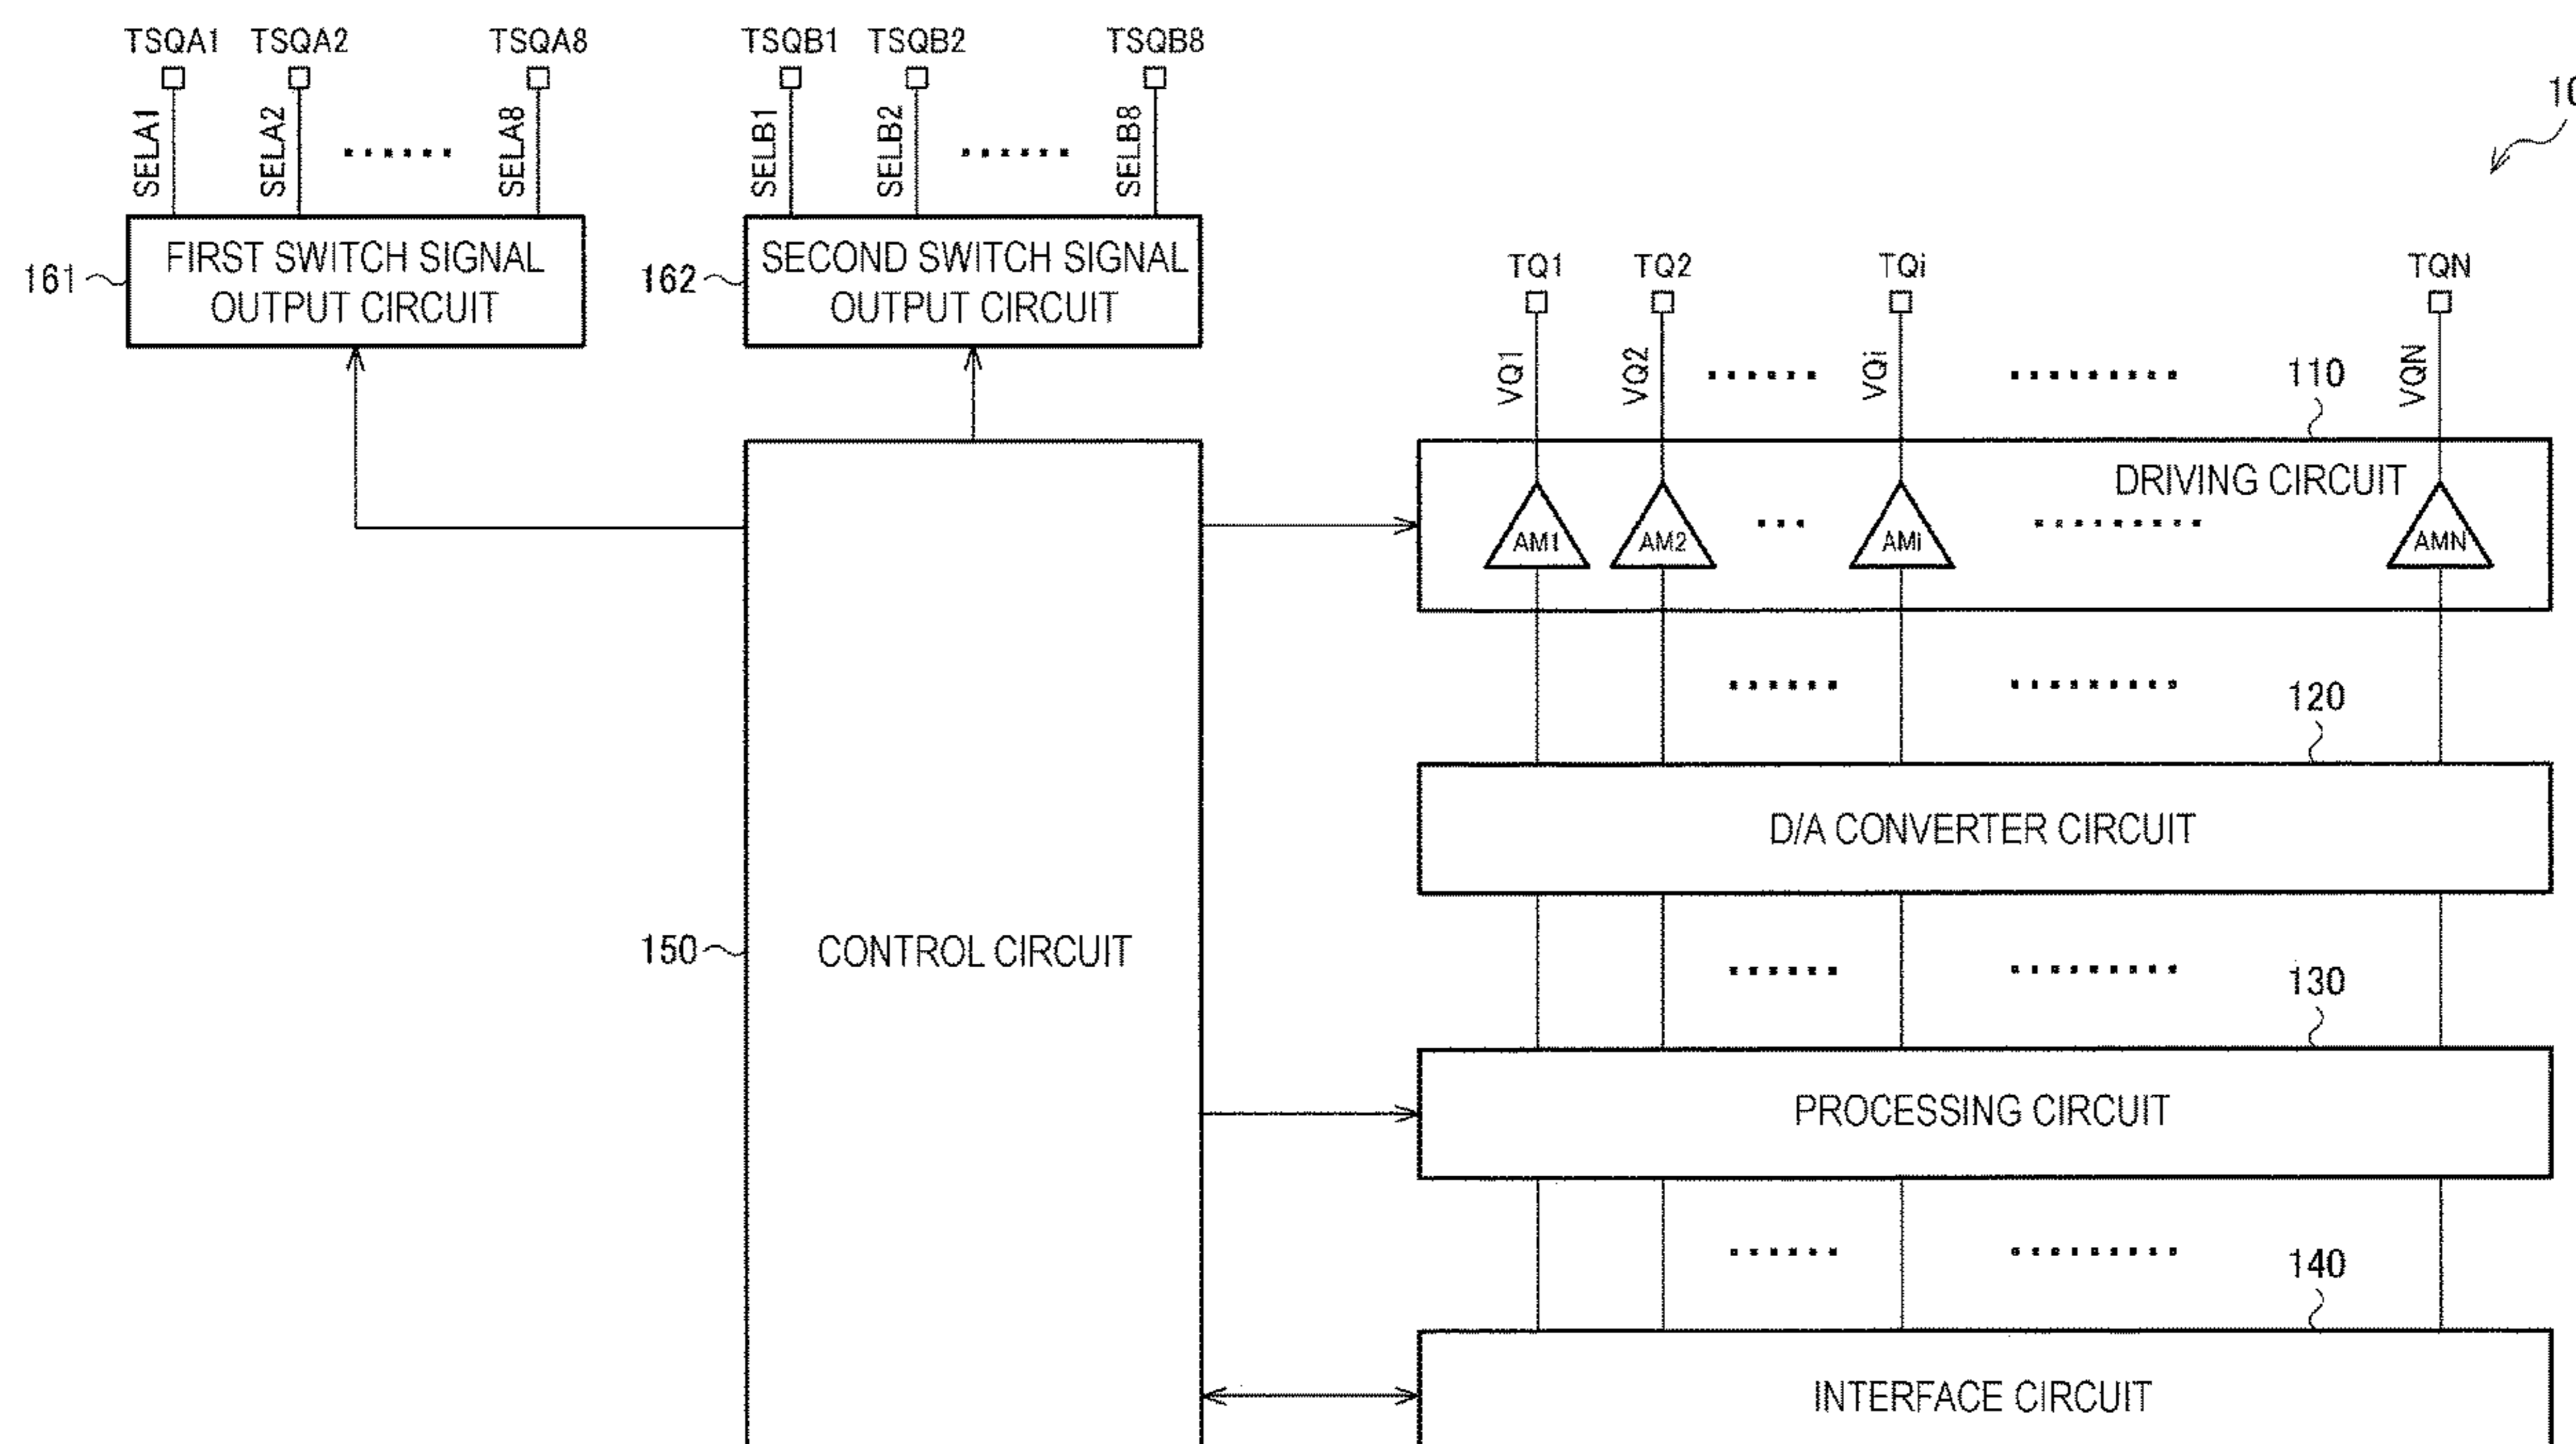 TSQA1 TSQA2 TSQA8 TSQB1 TSQB2 TSQB8
SELA1 SELA2 SELA8 SELB1 SELB2 SELB8
161
FIRST SWITCH SIGNAL
OUTPUT CIRCUIT
162
SECOND SWITCH SIGNAL
OUTPUT CIRCUIT
TQ1 TQ2 TQi TQN
VQ1 VQ2 VQi VQN
110
DRIVING CIRCUIT
AM1 AM2 AMi AMN
120
D/A CONVERTER CIRCUIT
150
CONTROL CIRCUIT
130
PROCESSING CIRCUIT
140
INTERFACE CIRCUIT